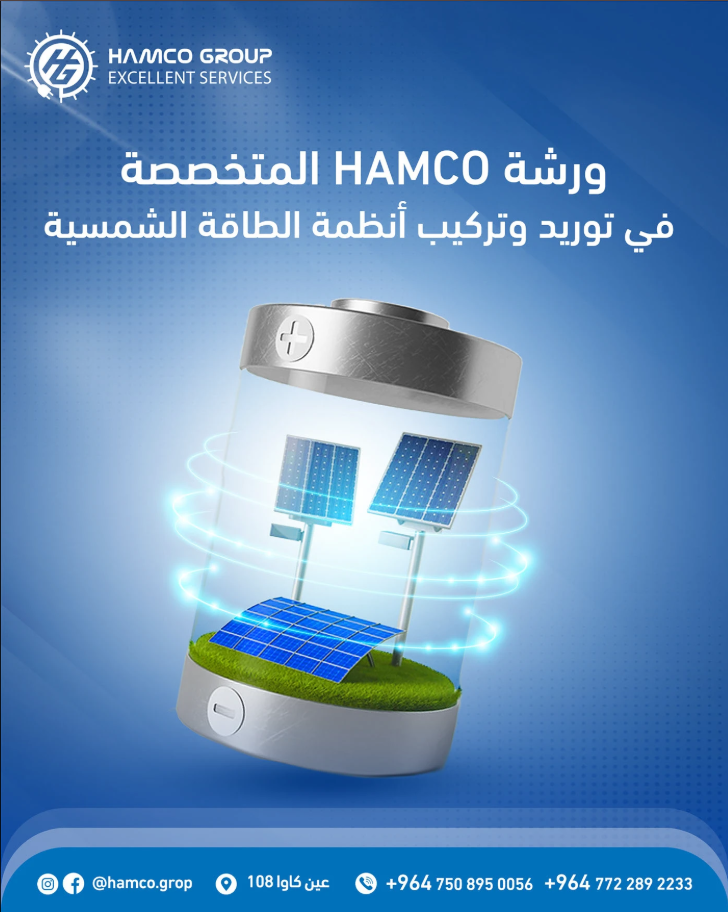 HAMCO GROUP
EXCELLENT SERVICES
ورشة HAMCO المتخصصة
في توريد وتركيب أنظمة الطاقة الشمسية
@hamco.grop عين كاوا 108 +964 750 895 0056 +964 772 289 2233